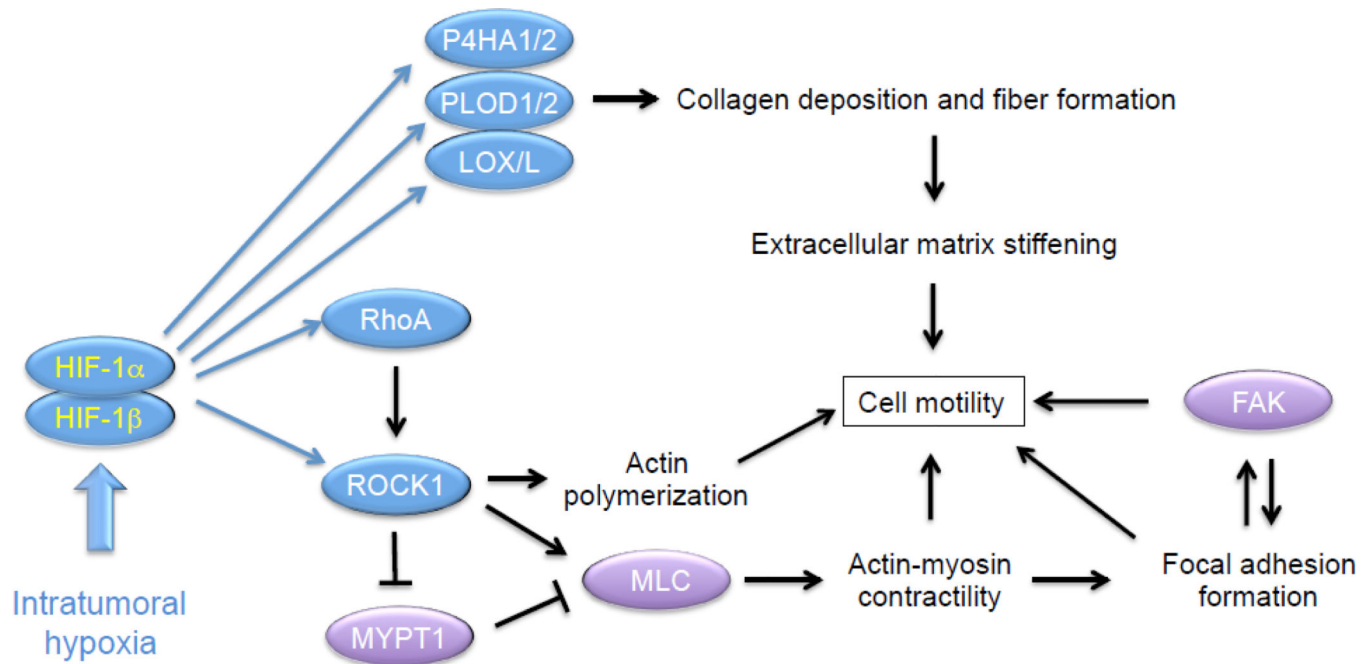 P4HA1/2
PLOD1/2
LOX/L
Collagen deposition and fiber formation
Extracellular matrix stiffening
RhoA
HIF-1α
HIF-1β
Cell motility
FAK
ROCK1
Actin
polymerization
MLC
Actin-myosin
contractility
Focal adhesion
formation
MYPT1
Intratumoral
hypoxia